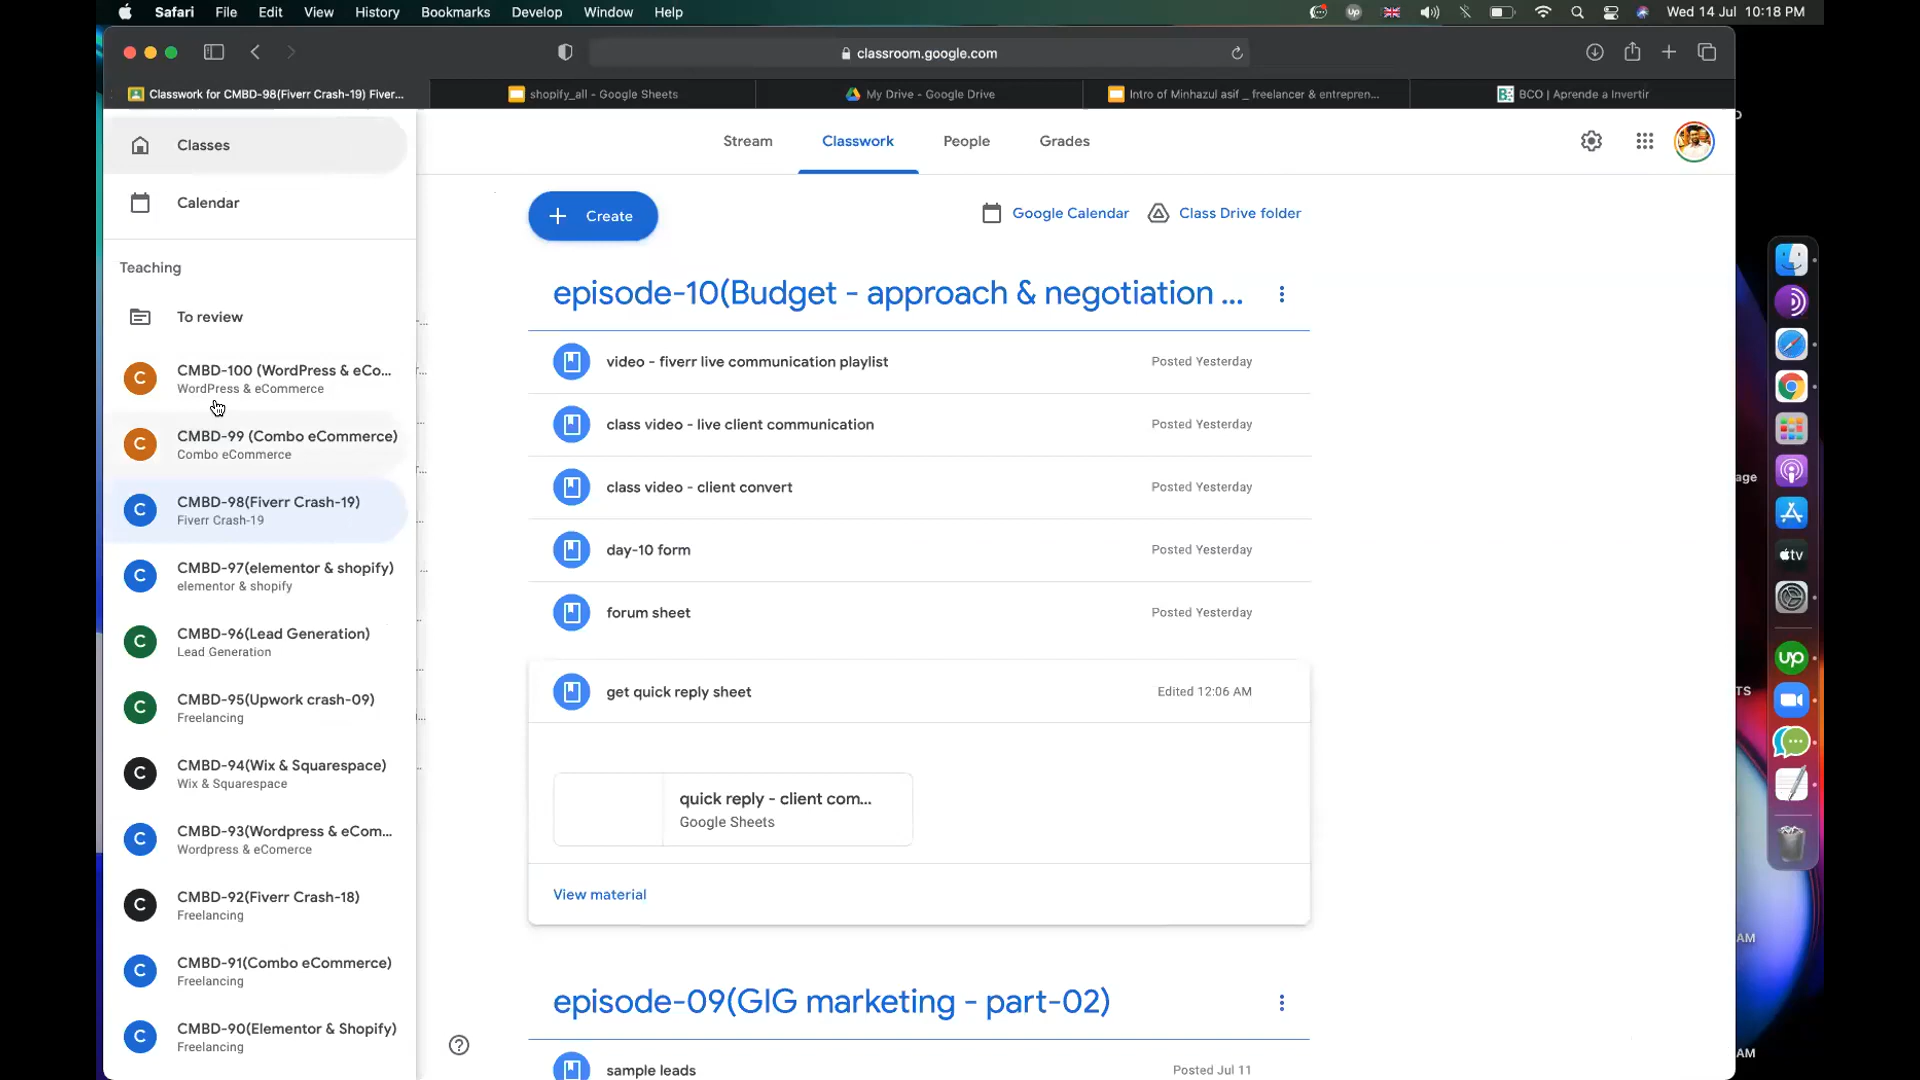 Safari File Edit View History Bookmarks Develop Window Help
Wed 14 Jul 10:18 PM
classroom.google.com
Classwork for CMBD-98(Fiverr Crash-19) Fiver...
shopify_all - Google Sheets
My Drive - Google Drive
Intro of Minhazul asif _ freelancer & entrepren...
BCO | Aprende a Invertir
Classes
Calendar
Teaching
To review
C
CMBD-100 (WordPress & eCo...
WordPress & eCommerce
C
CMBD-99 (Combo eCommerce)
Combo eCommerce
C
CMBD-98(Fiverr Crash-19)
Fiverr Crash-19
C
CMBD-97(elementor & shopify)
elementor & shopify
C
CMBD-96(Lead Generation)
Lead Generation
C
CMBD-95(Upwork crash-09)
Freelancing
C
CMBD-94(Wix & Squarespace)
Wix & Squarespace
C
CMBD-93(Wordpress & eCom...
Wordpress & eComerce
C
CMBD-92(Fiverr Crash-18)
Freelancing
C
CMBD-91(Combo eCommerce)
Freelancing
C
CMBD-90(Elementor & Shopify)
Freelancing
Stream Classwork People Grades
+ Create
Google Calendar
Class Drive folder
episode-10(Budget - approach & negotiation ...
video - fiverr live communication playlist
Posted Yesterday
class video - live client communication
Posted Yesterday
class video - client convert
Posted Yesterday
day-10 form
Posted Yesterday
forum sheet
Posted Yesterday
get quick reply sheet
Edited 12:06 AM
quick reply - client com...
Google Sheets
View material
episode-09(GIG marketing - part-02)
sample leads
Posted Jul 11
age
TS
AM
AM
tv
up